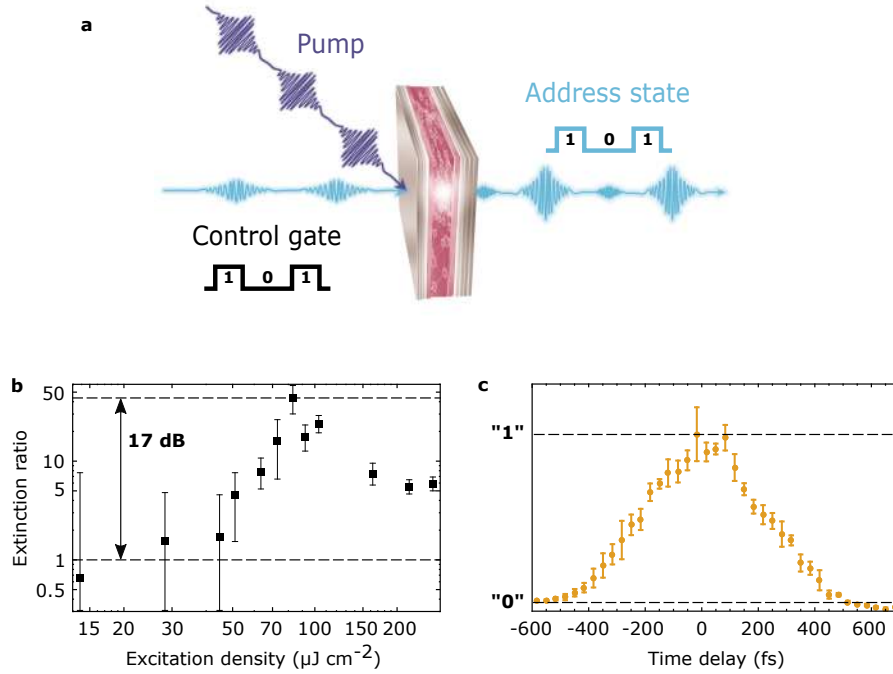 a
Pump
Address state
1 0 1
Control gate
1 0 1
b
50
17 dB
10
5
1
0.5
Extinction ratio
15 20 30 50 70 100 150 200
Excitation density (µJ cm⁻²)
c
"1"
"0"
-600 -400 -200 0 200 400 600
Time delay (fs)